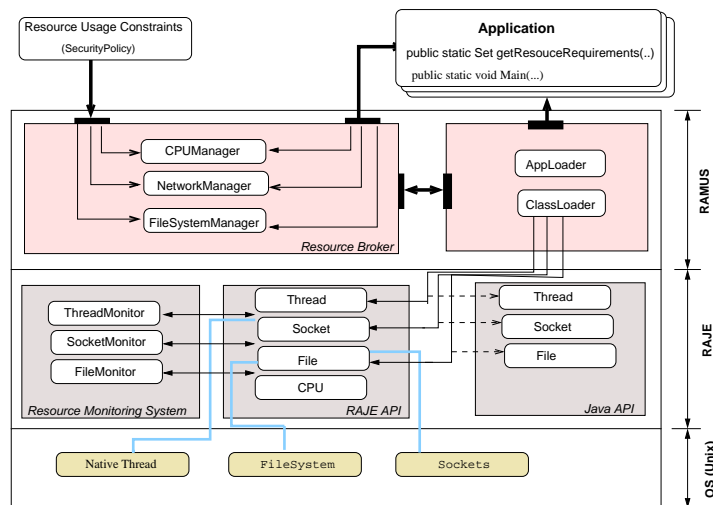 Resource Usage Constraints
(SecurityPolicy)
Application
public static Set getResouceRequirements(..)
public static void Main(...)
CPUManager
NetworkManager
FileSystemManager
Resource Broker
AppLoader
ClassLoader
RAMUS
ThreadMonitor
SocketMonitor
FileMonitor
Resource Monitoring System
Thread
Socket
File
CPU
RAJE API
Thread
Socket
File
Java API
RAJE
Native Thread
FileSystem
Sockets
OS (Unix)